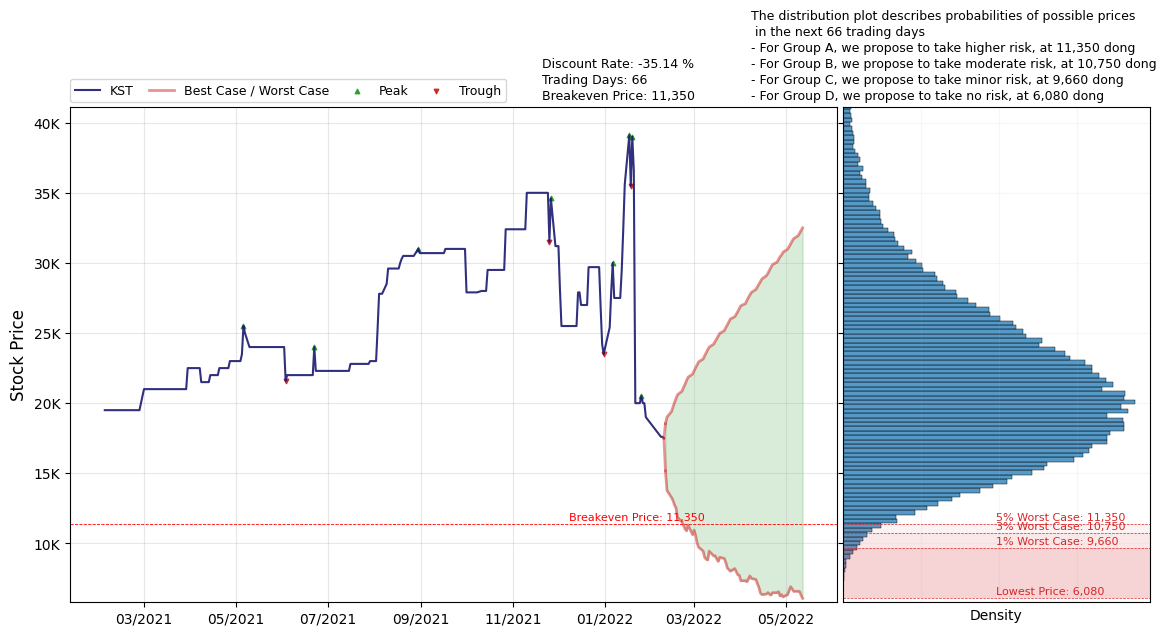 The distribution plot describes probabilities of possible prices
in the next 66 trading days
- For Group A, we propose to take higher risk, at 11,350 dong
- For Group B, we propose to take moderate risk, at 10,750 dong
- For Group C, we propose to take minor risk, at 9,660 dong
- For Group D, we propose to take no risk, at 6,080 dong
Discount Rate: -35.14 %
Trading Days: 66
Breakeven Price: 11,350
KST
Best Case / Worst Case
Peak
Trough
Stock Price
40K
35K
30K
25K
20K
15K
10K
Breakeven Price: 11,350
5% Worst Case: 11,350
3% Worst Case: 10,750
1% Worst Case: 9,660
Lowest Price: 6,080
03/2021
05/2021
07/2021
09/2021
11/2021
01/2022
03/2022
05/2022
Density